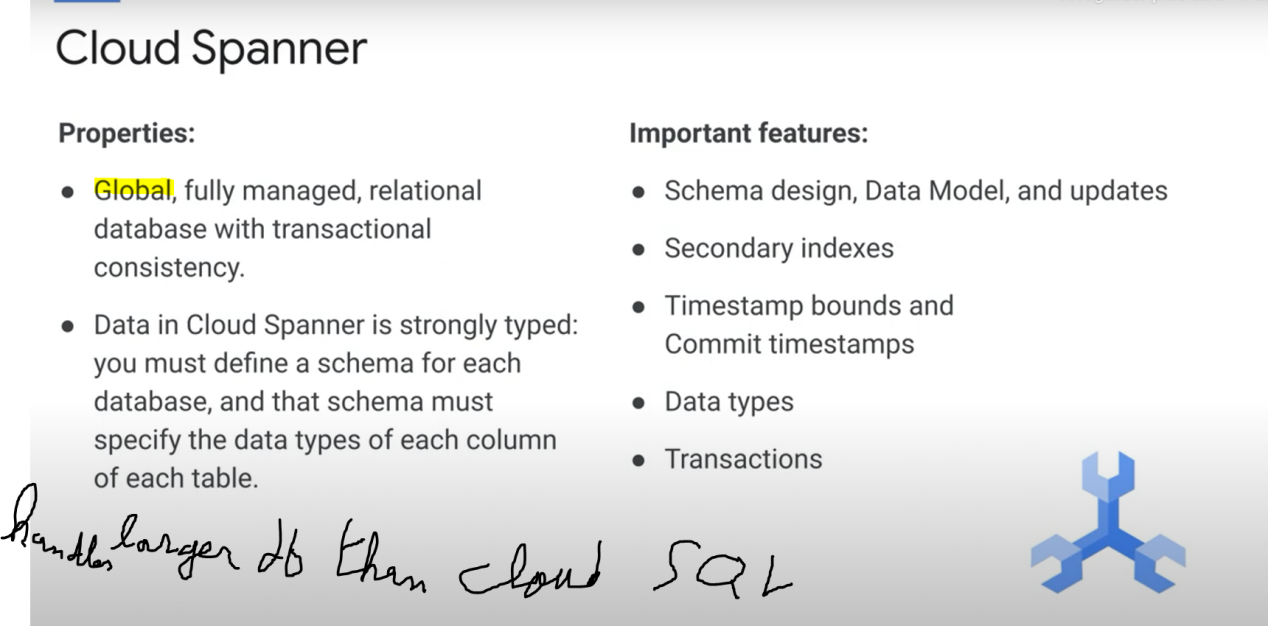 Cloud Spanner
Properties:
● Global, fully managed, relational
database with transactional
consistency.
● Data in Cloud Spanner is strongly typed:
you must define a schema for each
database, and that schema must
specify the data types of each column
of each table.
Important features:
● Schema design, Data Model, and updates
● Secondary indexes
● Timestamp bounds and
Commit timestamps
● Data types
● Transactions
handles larger db than cloud SQL